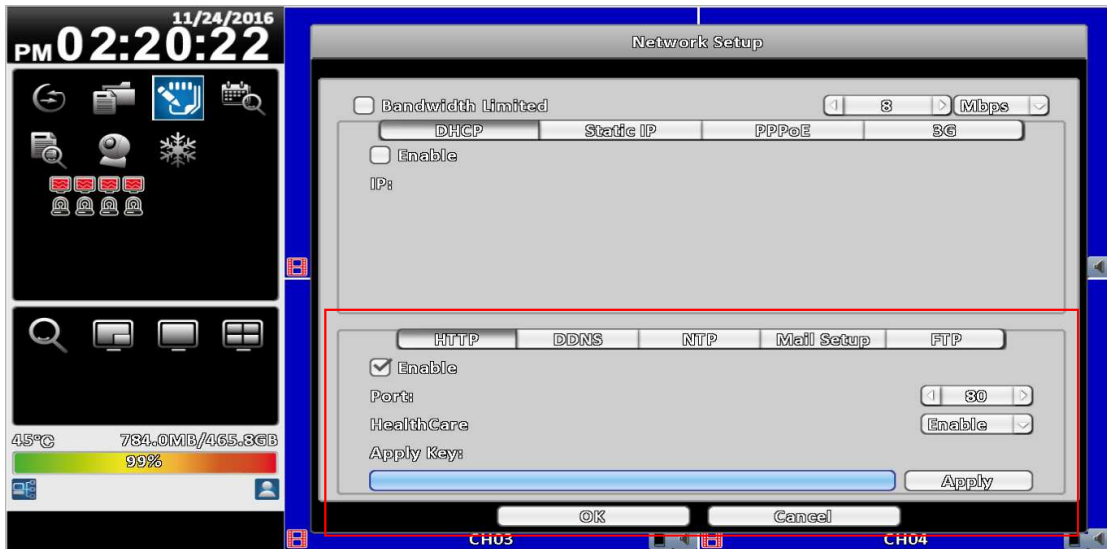 11/24/2016
PM 02:20:22
45°C 784.0MB/465.8GB
99%
Network Setup
Bandwidth Limited 8 Mbps
DHCP Static IP PPPoE 3G
Enable
IP:
HTTP DDNS NTP Mail Setup FTP
Enable
Port: 80
HealthCare Enable
Apply Key:
Apply
OK Cancel
CH03 CH04